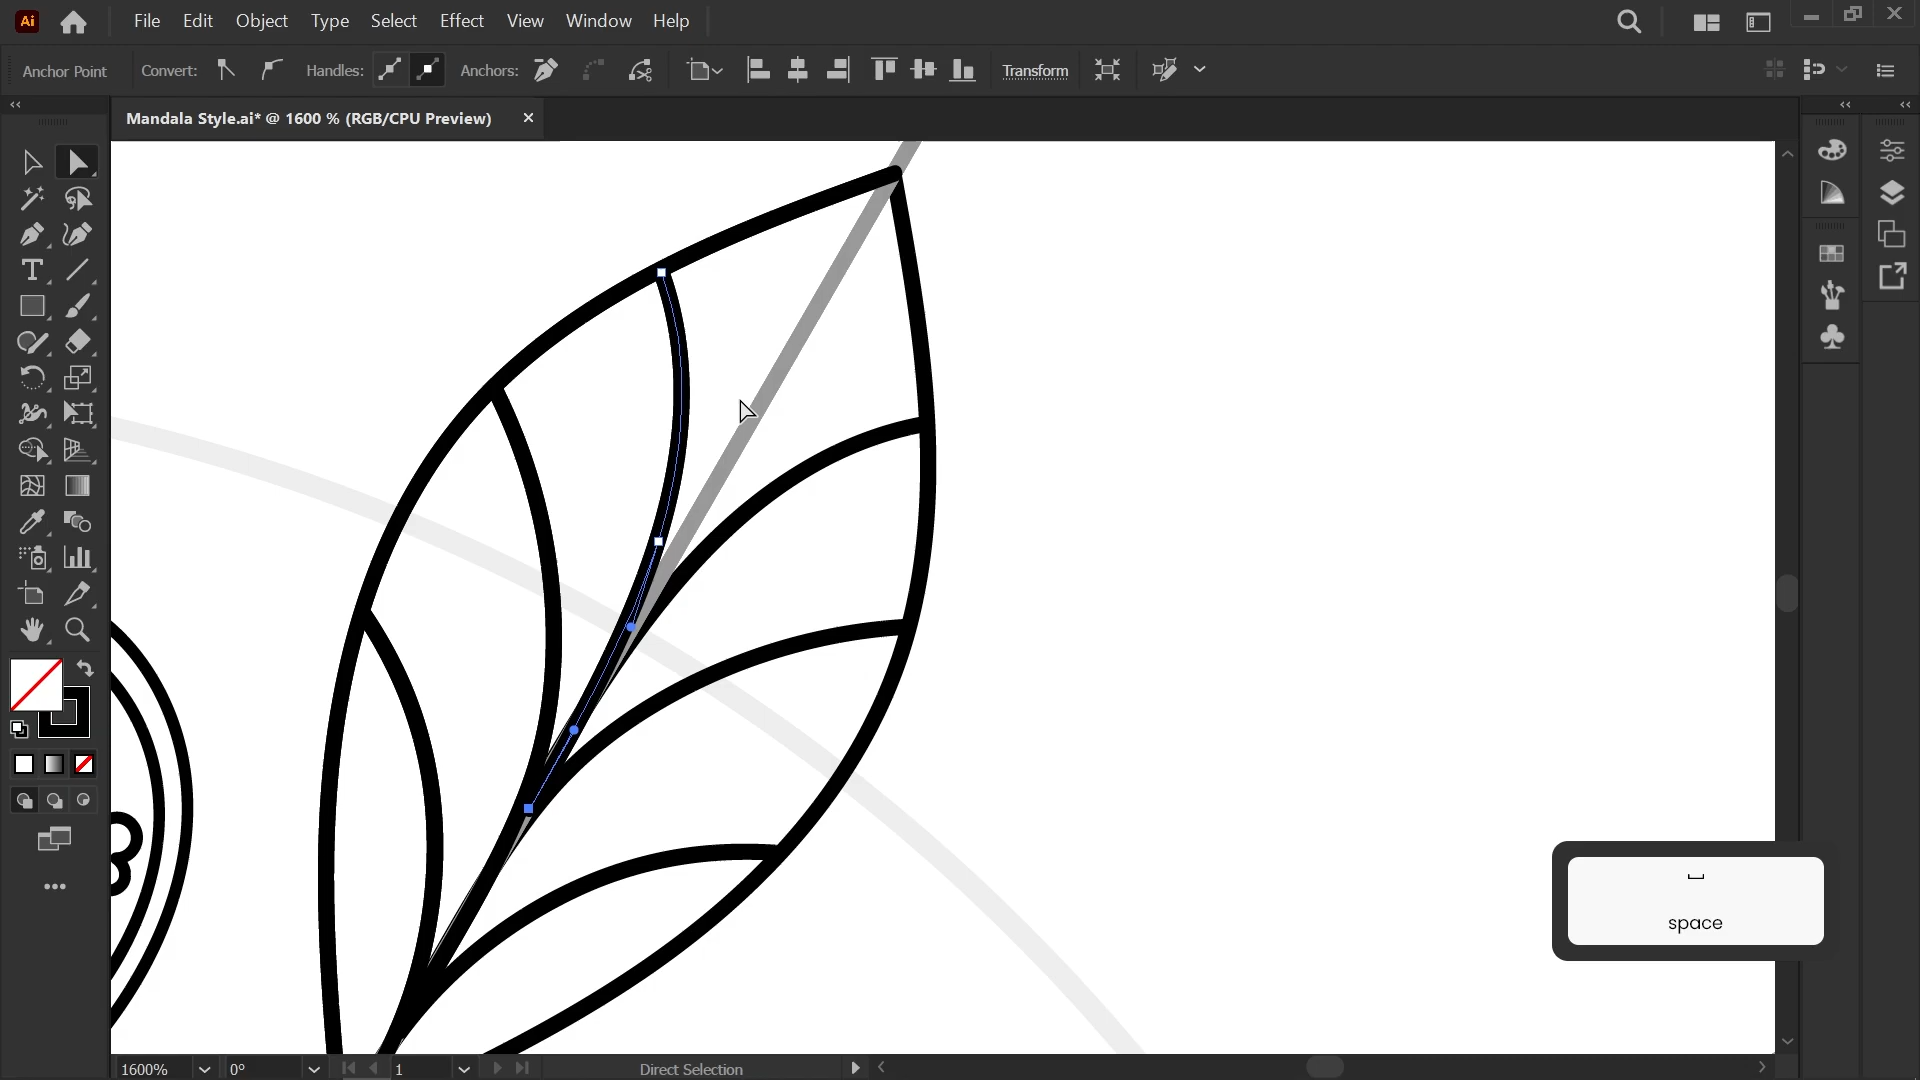 Ai File Edit Object Type Select Effect View Window Help
Anchor Point Convert: Handles: Anchors: Transform
Mandala Style.ai* @ 1600 % (RGB/CPU Preview) ×
space
1600% 0° 1 Direct Selection